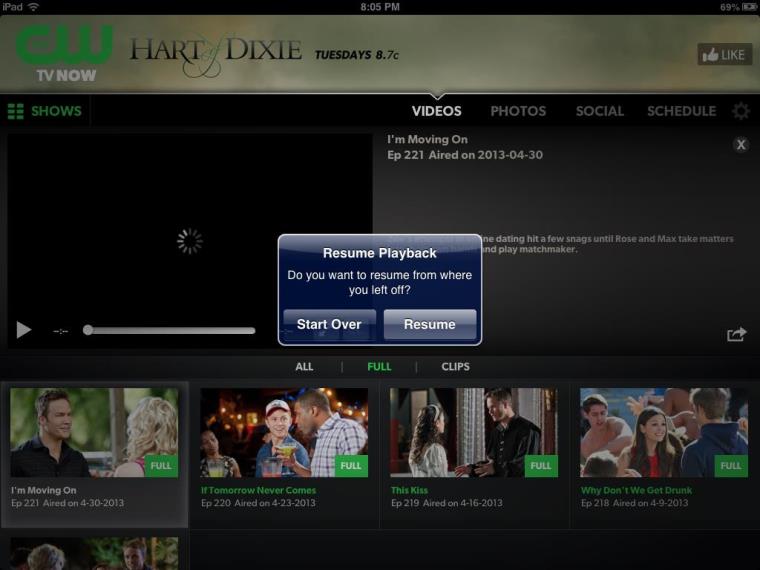 iPad
8:05 PM
69%
CW
TV NOW
HART of DIXIE
TUESDAYS 8.7c
LIKE
SHOWS
VIDEOS
PHOTOS
SOCIAL
SCHEDULE
I'm Moving On
Ep 221 Aired on 2013-04-30
X
dating hit a few snags until Rose and Max take matters
and play matchmaker.
Resume Playback
Do you want to resume from where
you left off?
Start Over
Resume
--:--
ALL | FULL | CLIPS
FULL
FULL
FULL
FULL
I'm Moving On
Ep 221 Aired on 4-30-2013
If Tomorrow Never Comes
Ep 220 Aired on 4-23-2013
This Kiss
Ep 219 Aired on 4-16-2013
Why Don't We Get Drunk
Ep 218 Aired on 4-9-2013